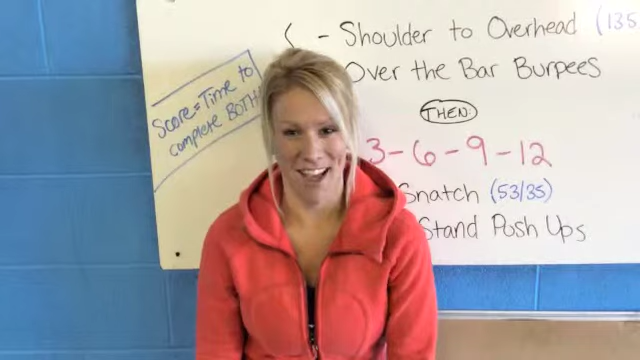 - Shoulder to Overhead (135
Over the Bar Burpees
THEN:
3-6-9-12
Snatch (53/35)
Stand Push Ups
Score = Time to
complete BOTH